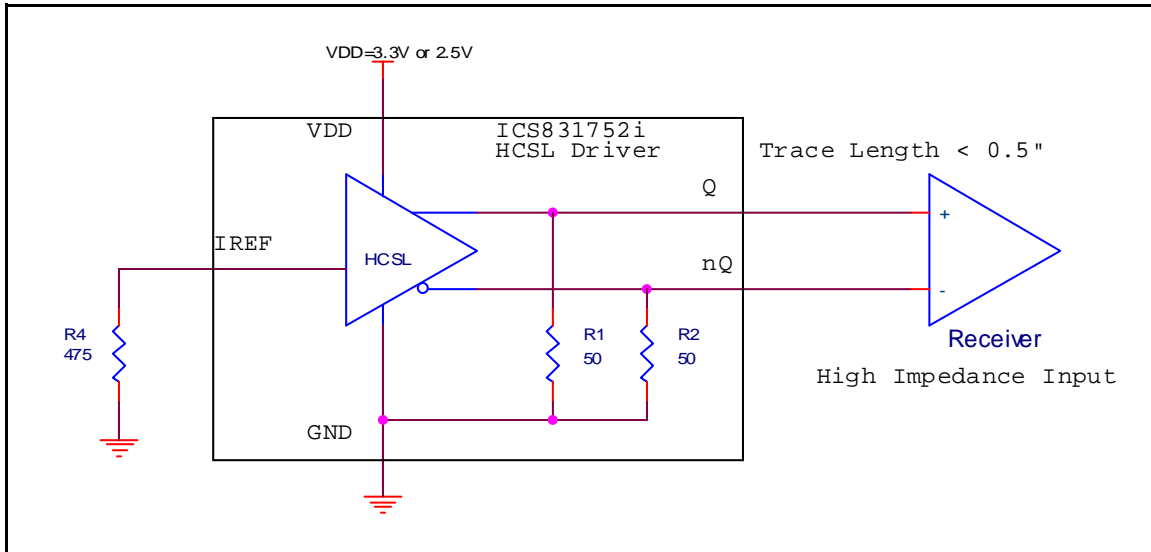 VDD=3.3V or 2.5V
VDD
ICS831752i
HCSL Driver
Trace Length < 0.5"
Q
+
IREF
HCSL
nQ
-
R4
475
R1
50
R2
50
Receiver
High Impedance Input
GND